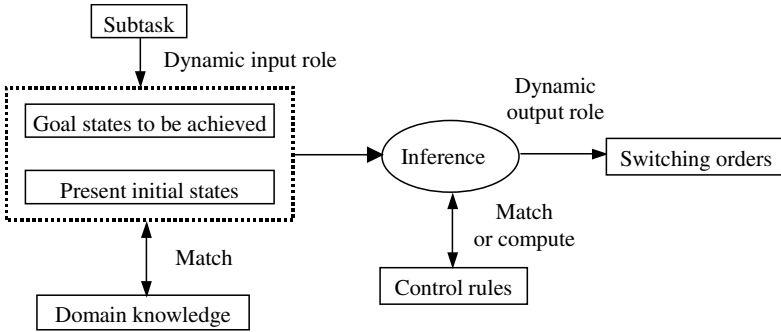 Subtask
Dynamic input role
Goal states to be achieved
Present initial states
Match
Domain knowledge
Inference
Dynamic
output role
Switching orders
Match
or compute
Control rules